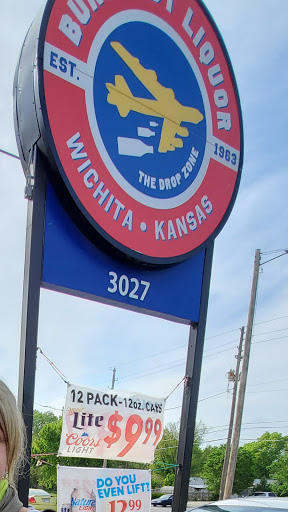 LIQUOR
EST.
1963
THE DROP ZONE
WICHITA • KANSAS
3027
12 PACK-12oz. CANS
Lite
Coors
LIGHT
$9.99
DO YOU
EVEN LIFT!
Natural
12.99